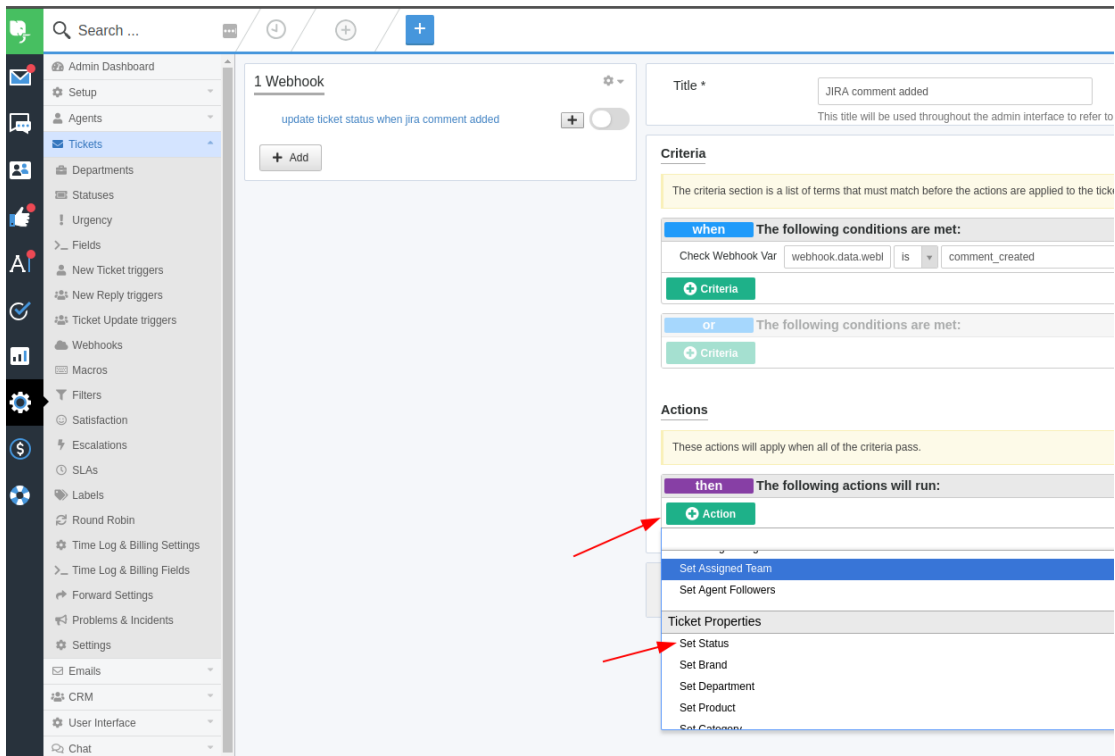 Search ...
Admin Dashboard
Setup
Agents
Tickets
Departments
Statuses
Urgency
Fields
New Ticket triggers
New Reply triggers
Ticket Update triggers
Webhooks
Macros
Filters
Satisfaction
Escalations
SLAs
Labels
Round Robin
Time Log & Billing Settings
Time Log & Billing Fields
Forward Settings
Problems & Incidents
Settings
Emails
CRM
User Interface
Chat
1 Webhook
update ticket status when jira comment added
Add
Title *
JIRA comment added
This title will be used throughout the admin interface to refer to
Criteria
The criteria section is a list of terms that must match before the actions are applied to the ticke
when The following conditions are met:
Check Webhook Var webhook.data.webl is comment_created
Criteria
or The following conditions are met:
Criteria
Actions
These actions will apply when all of the criteria pass.
then The following actions will run:
Action
Set Assigned Team
Set Agent Followers
Ticket Properties
Set Status
Set Brand
Set Department
Set Product
Set Category